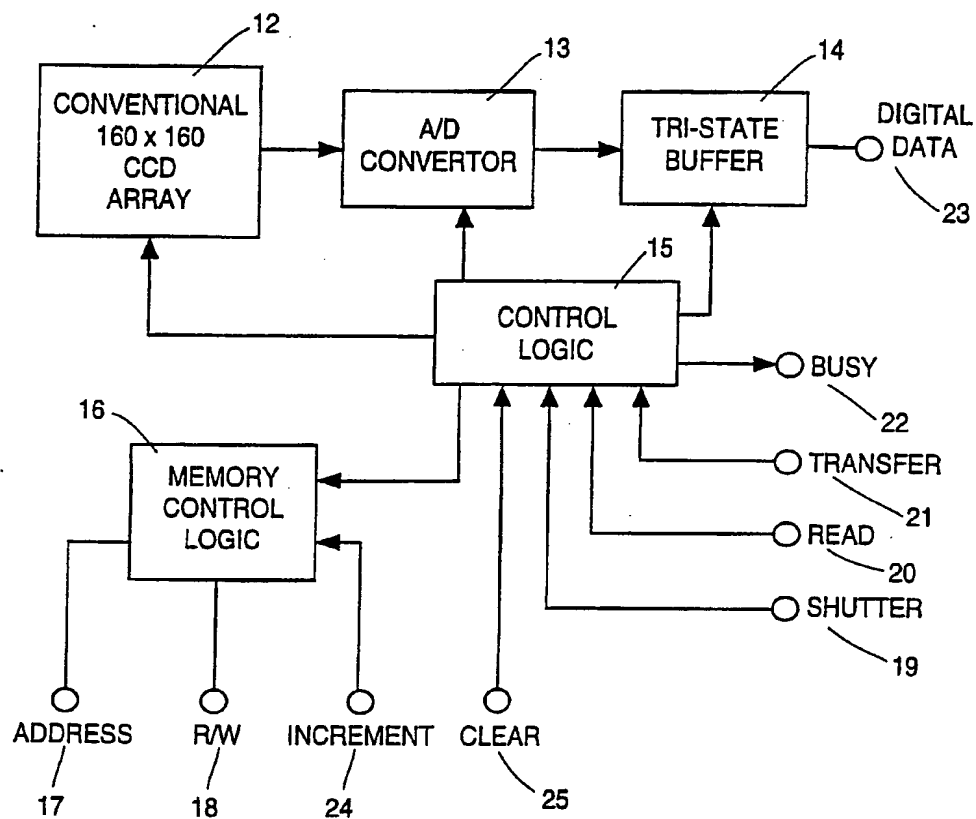 12
CONVENTIONAL
160 x 160
CCD
ARRAY
13
A/D
CONVERTOR
14
TRI-STATE
BUFFER
DIGITAL
DATA
23
15
CONTROL
LOGIC
BUSY
22
16
MEMORY
CONTROL
LOGIC
TRANSFER
21
READ
20
SHUTTER
19
ADDRESS
17
R/W
18
INCREMENT
24
CLEAR
25